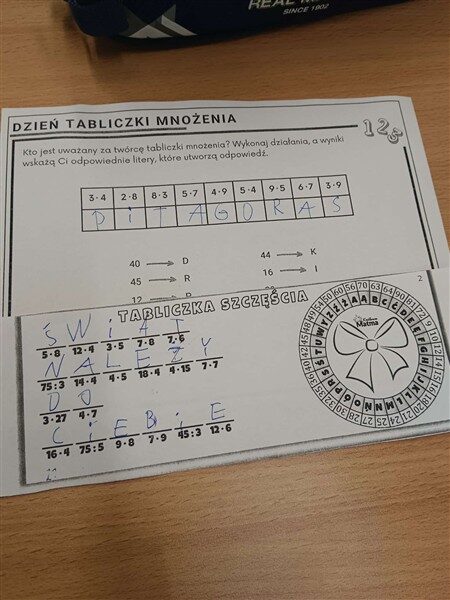 REAL
SINCE 1902
DZIEŃ TABLICZKI MNOŻENIA
Kto jest uważany za twórcę tabliczki mnożenia? Wykonaj działania, a wyniki
wskażą Ci odpowiednie litery, które utworzą odpowiedź.
3·4 2·8 8·3 5·7 4·9 5·4 9·5 6·7 3·9
P I T A G O R A S
40 → D
44 → K
45 → R
16 → I
12
TABLICZKA SZCZĘŚCIA
2
Matma
Ś W i A T
5·8 12·4 3·5 7·8 7·6
N A L E Ż Y
75:3 14·4 4·5 18·4 4·15 7·7
D O
3·27 4·7
C i E B i E
16·4 75:5 9·8 7·9 45:3 12·6